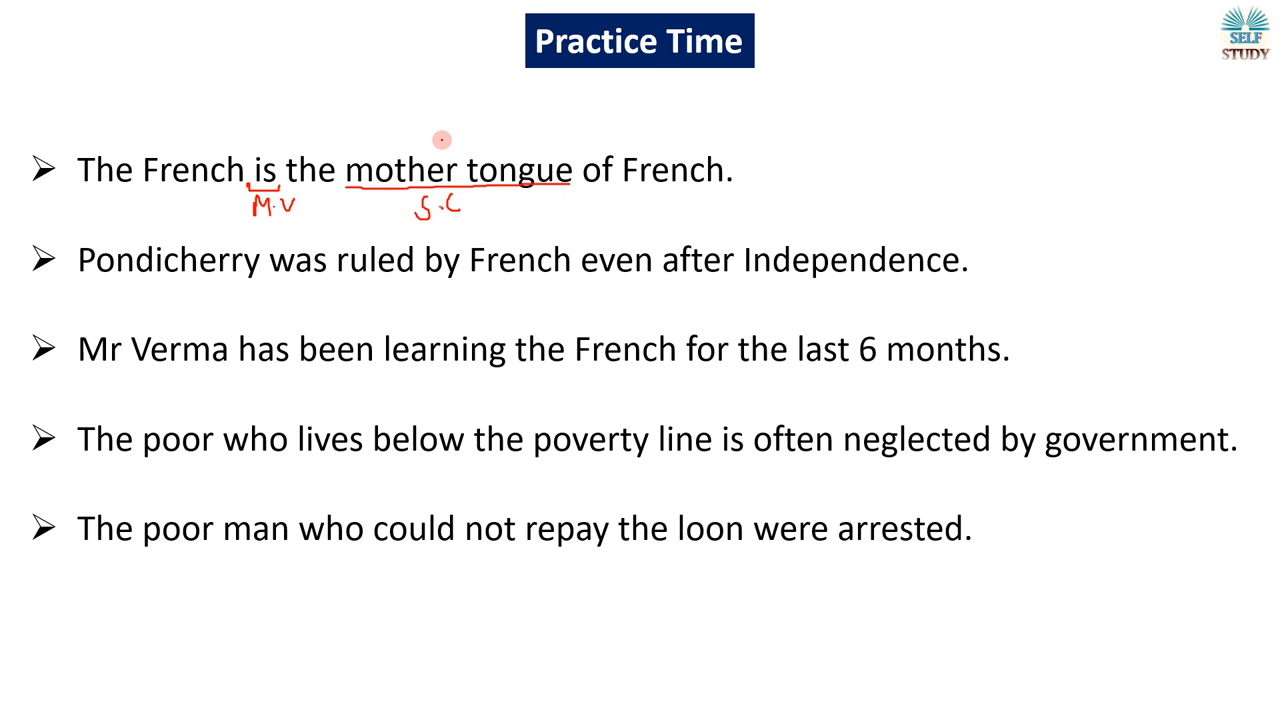 Practice Time
SELF
STUDY
The French is the mother tongue of French.
M.V S.C
Pondicherry was ruled by French even after Independence.
Mr Verma has been learning the French for the last 6 months.
The poor who lives below the poverty line is often neglected by government.
The poor man who could not repay the loon were arrested.